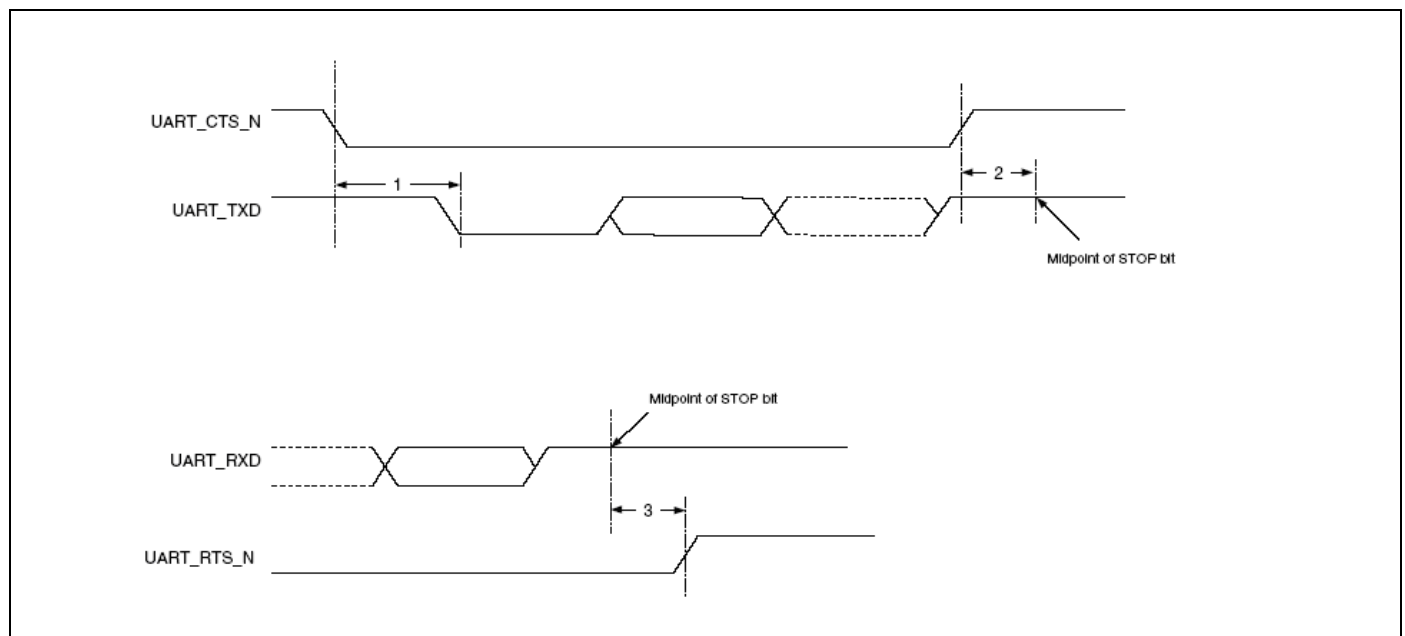 UART_CTS_N
1
2
UART_TXD
Midpoint of STOP bit
Midpoint of STOP bit
UART_RXD
3
UART_RTS_N